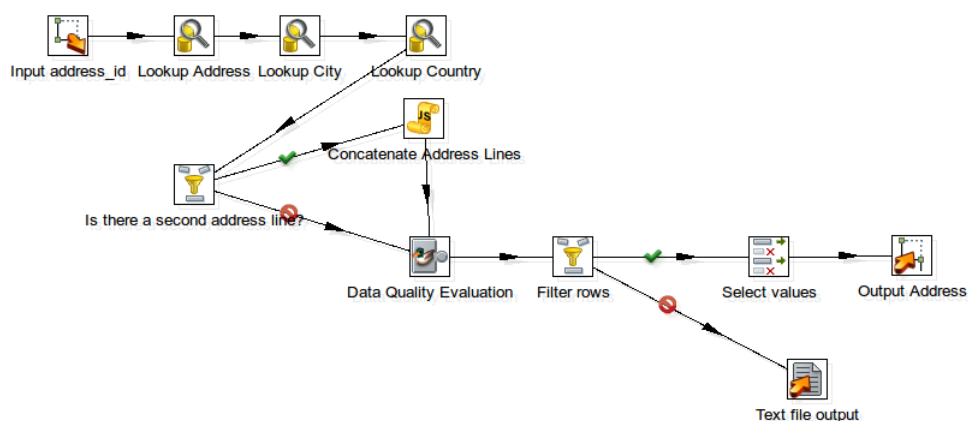 Input address_id
Lookup Address
Lookup City
Lookup Country
JS
Concatenate Address Lines
Is there a second address line?
Data Quality Evaluation
Filter rows
Select values
Output Address
Text file output